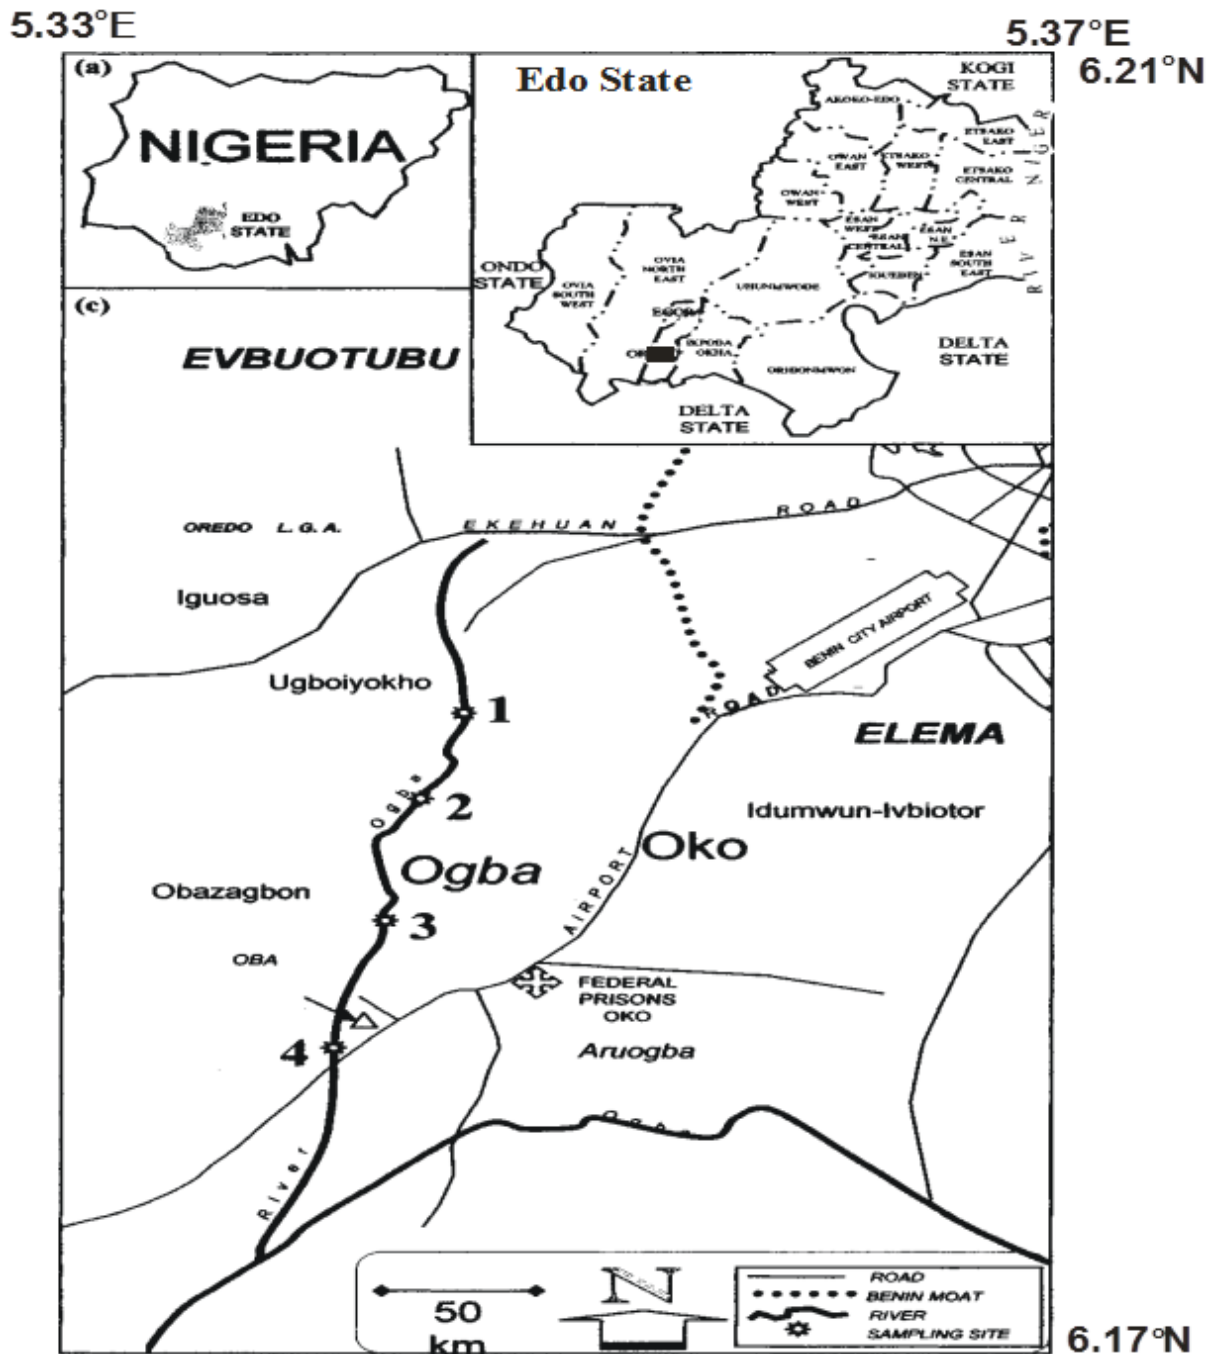 5.33°E
5.37°E
6.21°N
(a)
NIGERIA
EDO
STATE
Edo State
KOGI
STATE
AKOKO-EDO
ETSAKO
EAST
OWAN
EAST
ETSAKO
WEST
ETSAKO
CENTRAL
OWAN
WEST
ESAN
WEST
ESAN
CENTRAL
ESAN
N.E.
ESAN
SOUTH
EAST
RIVER NIGER
ONDO
STATE
OVIA
NORTH
EAST
OVIA
SOUTH
WEST
UHUNMWODE
EGOR
IKPOBA
OKHA
ORHIONMWON
DELTA
STATE
DELTA
STATE
(c)
EVBUOTUBU
OREDO L.G.A.
EKEHUAN
ROAD
Iguosa
BENIN CITY AIRPORT
Ugboiyokho
ROAD
1
ELEMA
Ogba
2
Idumwun-Ivbiotor
Oko
AIRPORT
Ogba
Obazagbon
3
OBA
FEDERAL
PRISONS
OKO
4
Aruogba
Ogba
River
50
km
N
ROAD
BENIN MOAT
RIVER
SAMPLING SITE
6.17°N